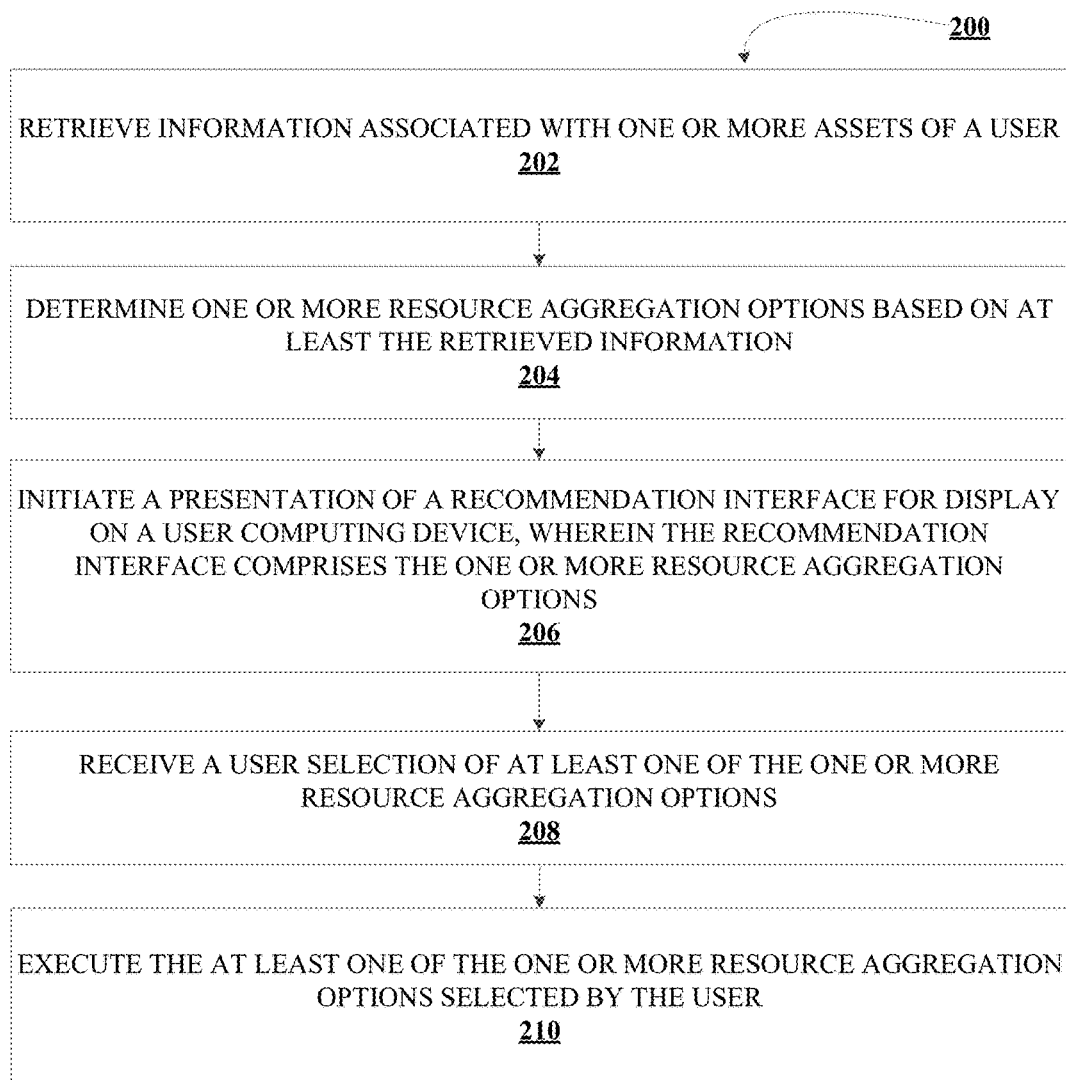 200
RETRIEVE INFORMATION ASSOCIATED WITH ONE OR MORE ASSETS OF A USER
202
DETERMINE ONE OR MORE RESOURCE AGGREGATION OPTIONS BASED ON AT
LEAST THE RETRIEVED INFORMATION
204
INITIATE A PRESENTATION OF A RECOMMENDATION INTERFACE FOR DISPLAY
ON A USER COMPUTING DEVICE, WHEREIN THE RECOMMENDATION
INTERFACE COMPRISES THE ONE OR MORE RESOURCE AGGREGATION
OPTIONS
206
RECEIVE A USER SELECTION OF AT LEAST ONE OF THE ONE OR MORE
RESOURCE AGGREGATION OPTIONS
208
EXECUTE THE AT LEAST ONE OF THE ONE OR MORE RESOURCE AGGREGATION
OPTIONS SELECTED BY THE USER
210